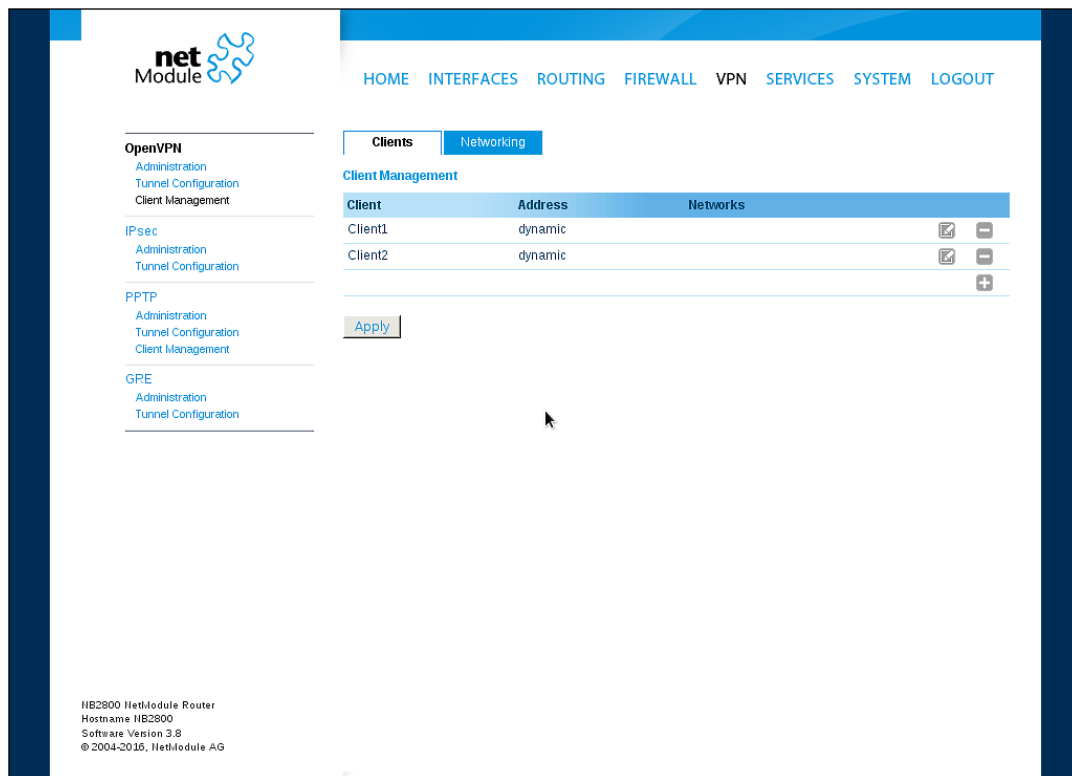 net
Module
HOME INTERFACES ROUTING FIREWALL VPN SERVICES SYSTEM LOGOUT
OpenVPN
Administration
Tunnel Configuration
Client Management
IPsec
Administration
Tunnel Configuration
PPTP
Administration
Tunnel Configuration
Client Management
GRE
Administration
Tunnel Configuration
Clients Networking
Client Management
Client Address Networks
Client1 dynamic
Client2 dynamic
Apply
NB2800 NetModule Router
Hostname NB2800
Software Version 3.8
© 2004-2016, NetModule AG